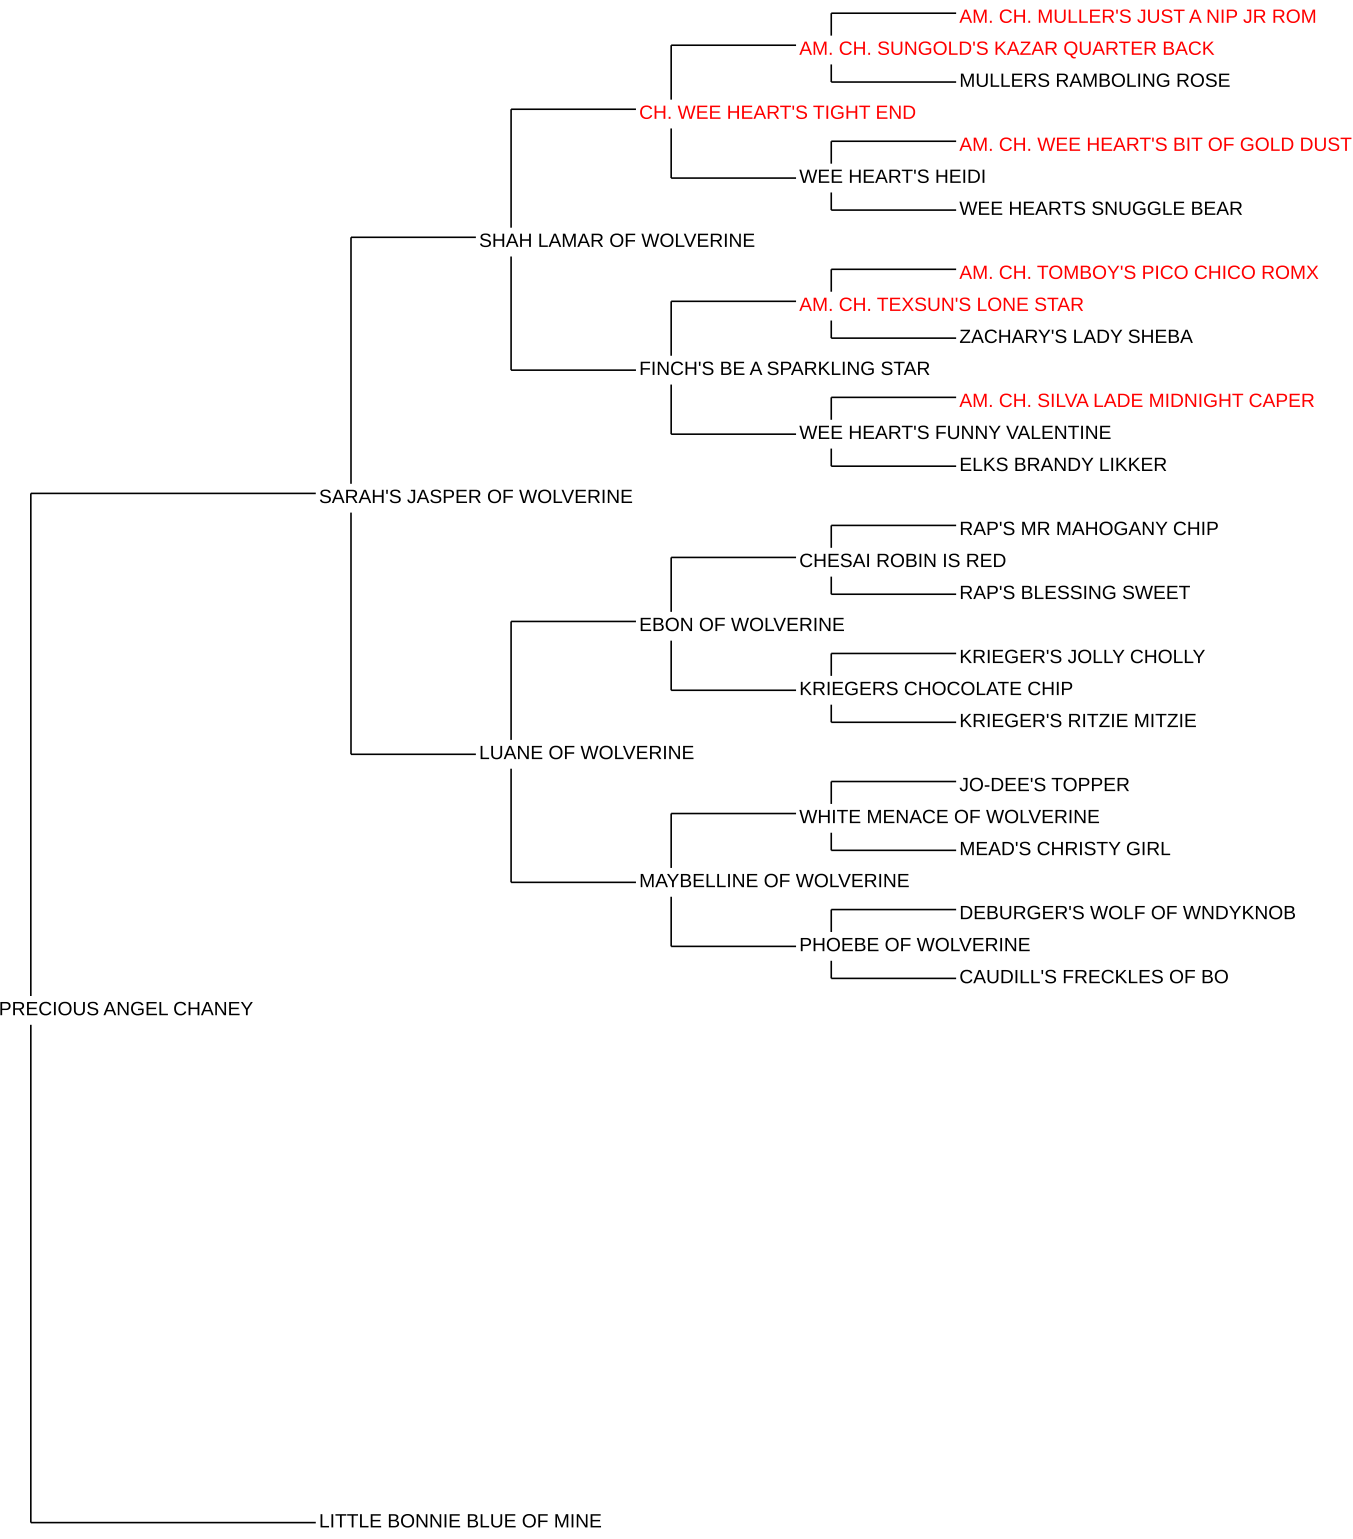 AM. CH. MULLER'S JUST A NIP JR ROM
AM. CH. SUNGOLD'S KAZAR QUARTER BACK
MULLERS RAMBOLING ROSE
CH. WEE HEART'S TIGHT END
AM. CH. WEE HEART'S BIT OF GOLD DUST
WEE HEART'S HEIDI
WEE HEARTS SNUGGLE BEAR
SHAH LAMAR OF WOLVERINE
AM. CH. TOMBOY'S PICO CHICO ROMX
AM. CH. TEXSUN'S LONE STAR
ZACHARY'S LADY SHEBA
FINCH'S BE A SPARKLING STAR
AM. CH. SILVA LADE MIDNIGHT CAPER
WEE HEART'S FUNNY VALENTINE
ELKS BRANDY LIKKER
SARAH'S JASPER OF WOLVERINE
RAP'S MR MAHOGANY CHIP
CHESAI ROBIN IS RED
RAP'S BLESSING SWEET
EBON OF WOLVERINE
KRIEGER'S JOLLY CHOLLY
KRIEGERS CHOCOLATE CHIP
KRIEGER'S RITZIE MITZIE
LUANE OF WOLVERINE
JO-DEE'S TOPPER
WHITE MENACE OF WOLVERINE
MEAD'S CHRISTY GIRL
MAYBELLINE OF WOLVERINE
DEBURGER'S WOLF OF WNDYKNOB
PHOEBE OF WOLVERINE
CAUDILL'S FRECKLES OF BO
PRECIOUS ANGEL CHANEY
LITTLE BONNIE BLUE OF MINE